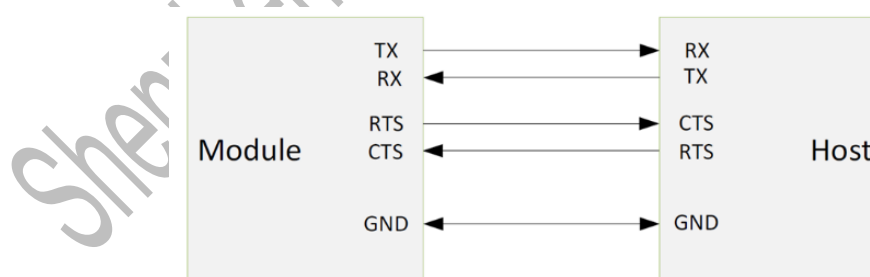 TX RX
RX TX
RTS CTS
Module CTS RTS Host
GND GND